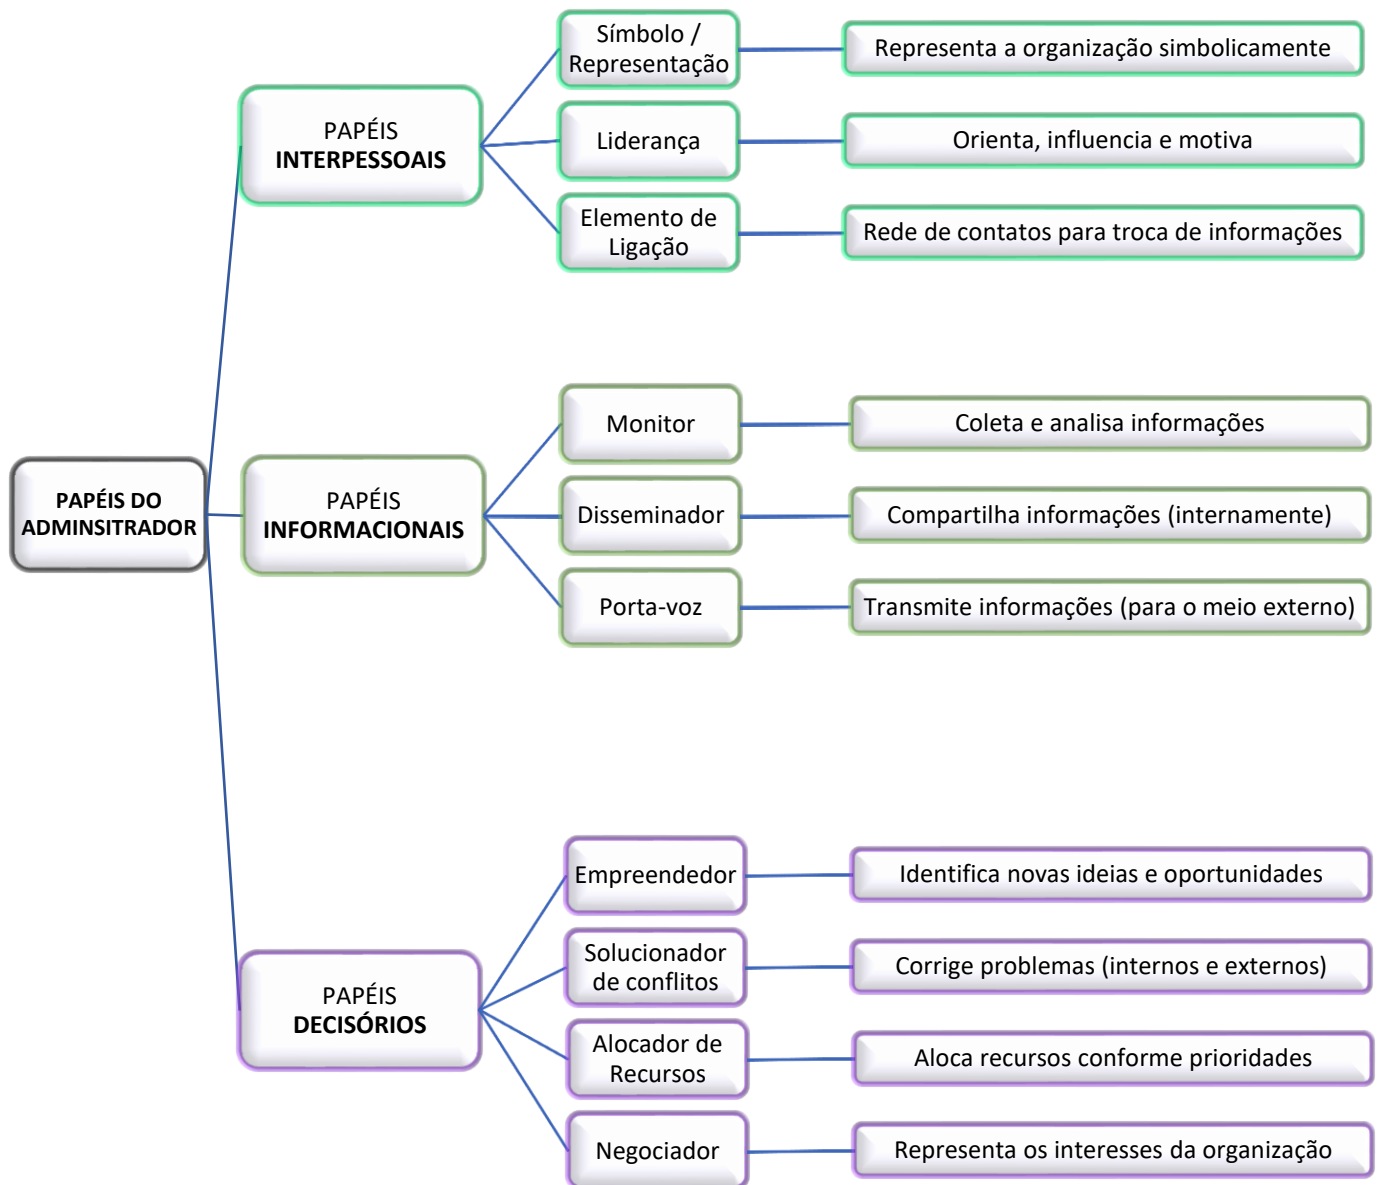 PAPÉIS DO
ADMINSITRADOR
PAPÉIS
INTERPESSOAIS
Símbolo /
Representação
Representa a organização simbolicamente
Liderança
Orienta, influencia e motiva
Elemento de
Ligação
Rede de contatos para troca de informações
PAPÉIS
INFORMACIONAIS
Monitor
Coleta e analisa informações
Disseminador
Compartilha informações (internamente)
Porta-voz
Transmite informações (para o meio externo)
PAPÉIS
DECISÓRIOS
Empreendedor
Identifica novas ideias e oportunidades
Solucionador
de conflitos
Corrige problemas (internos e externos)
Alocador de
Recursos
Aloca recursos conforme prioridades
Negociador
Representa os interesses da organização